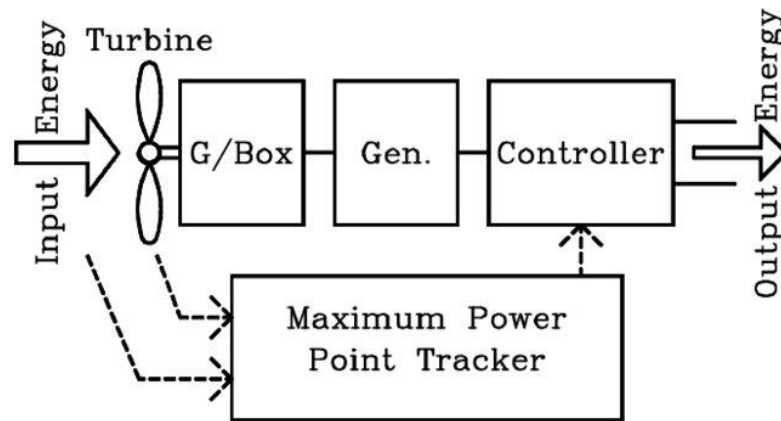 Turbine
Input Energy
G/Box
Gen.
Controller
Output Energy
Maximum Power
Point Tracker